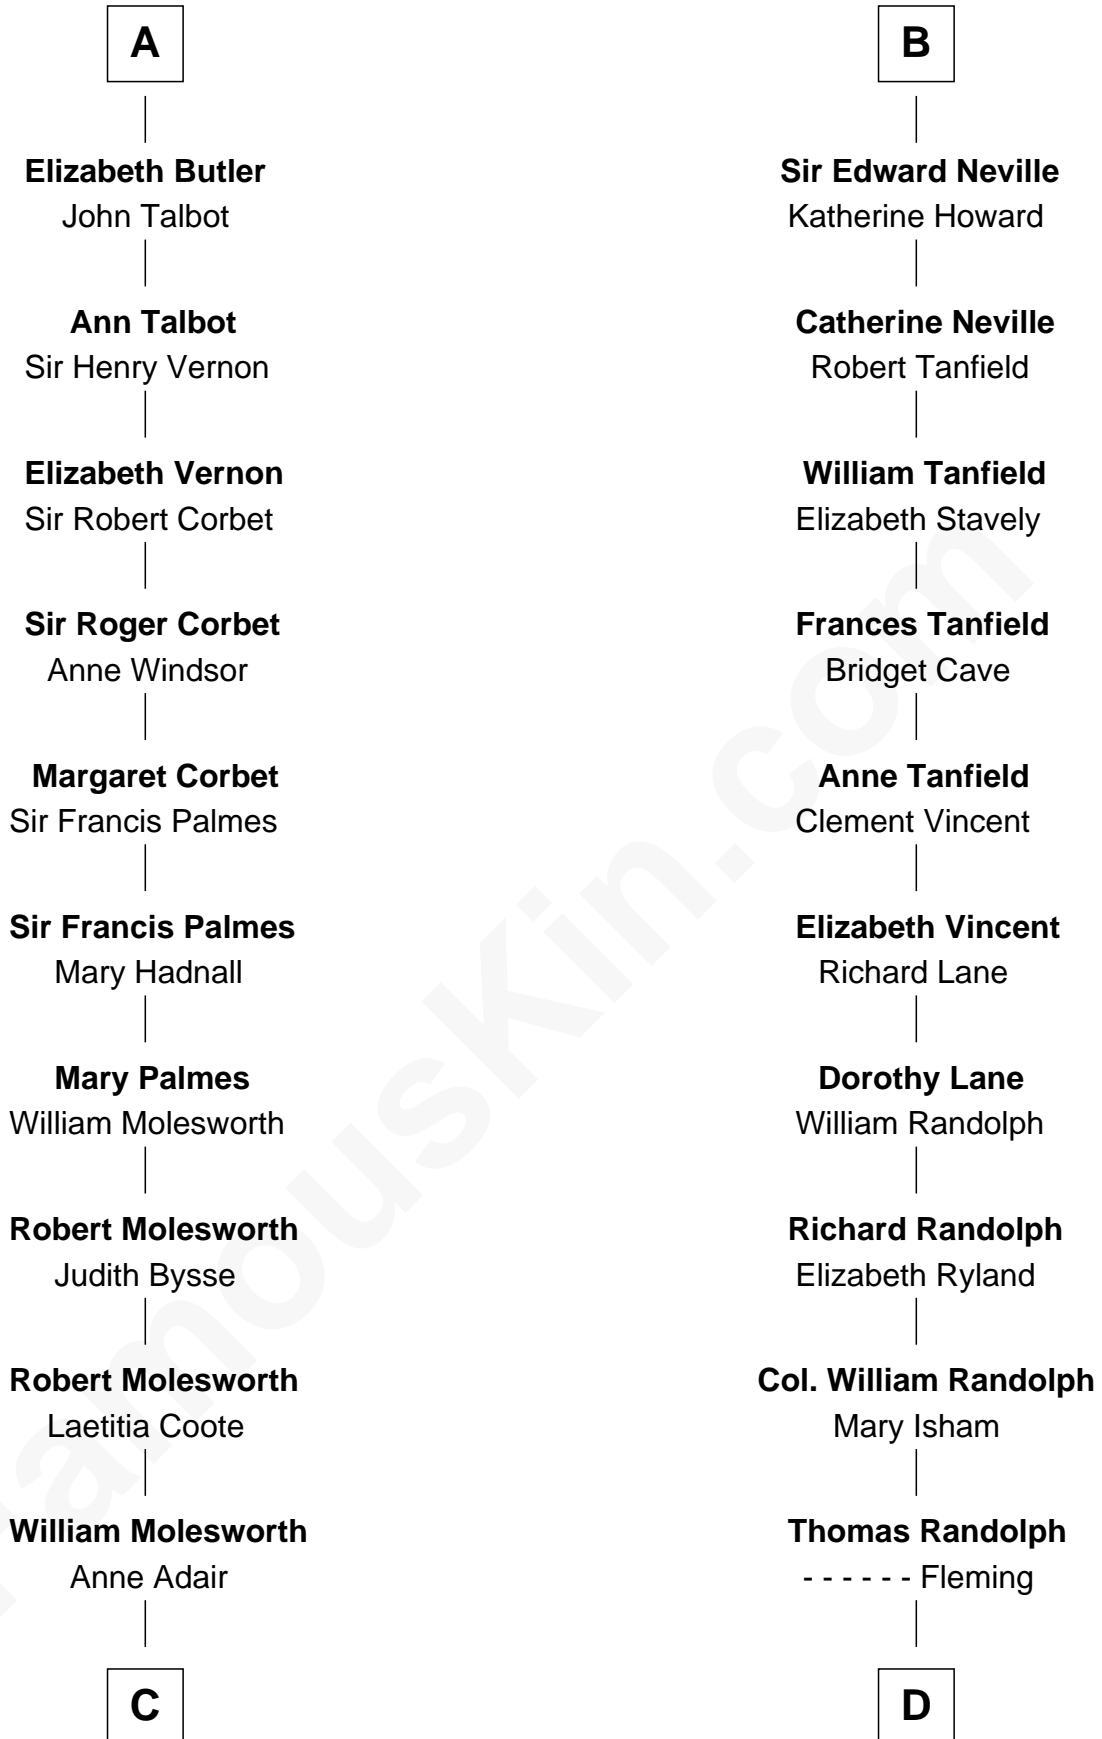 A
Elizabeth Butler
John Talbot
Ann Talbot
Sir Henry Vernon
Elizabeth Vernon
Sir Robert Corbet
Sir Roger Corbet
Anne Windsor
Margaret Corbet
Sir Francis Palmes
Sir Francis Palmes
Mary Hadnall
Mary Palmes
William Molesworth
Robert Molesworth
Judith Bysse
Robert Molesworth
Laetitia Coote
William Molesworth
Anne Adair
C
B
Sir Edward Neville
Katherine Howard
Catherine Neville
Robert Tanfield
William Tanfield
Elizabeth Stavely
Frances Tanfield
Bridget Cave
Anne Tanfield
Clement Vincent
Elizabeth Vincent
Richard Lane
Dorothy Lane
William Randolph
Richard Randolph
Elizabeth Ryland
Col. William Randolph
Mary Isham
Thomas Randolph
- - - - - - Fleming
D
FamousKin.com